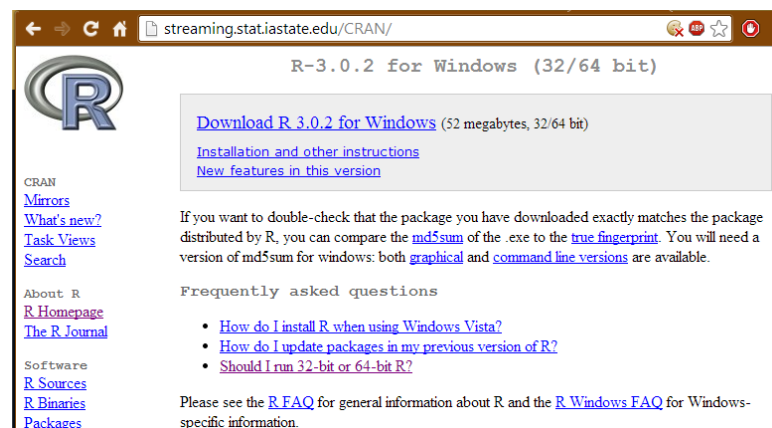 streaming.stat.iastate.edu/CRAN/
ABP
R
R-3.0.2 for Windows (32/64 bit)
Download R 3.0.2 for Windows (52 megabytes, 32/64 bit)
Installation and other instructions
New features in this version
CRAN
Mirrors
What's new?
Task Views
Search
About R
R Homepage
The R Journal
Software
R Sources
R Binaries
Packages
If you want to double-check that the package you have downloaded exactly matches the package
distributed by R, you can compare the md5sum of the .exe to the true fingerprint. You will need a
version of md5sum for windows: both graphical and command line versions are available.
Frequently asked questions
• How do I install R when using Windows Vista?
• How do I update packages in my previous version of R?
• Should I run 32-bit or 64-bit R?
Please see the R FAQ for general information about R and the R Windows FAQ for Windows-
specific information.